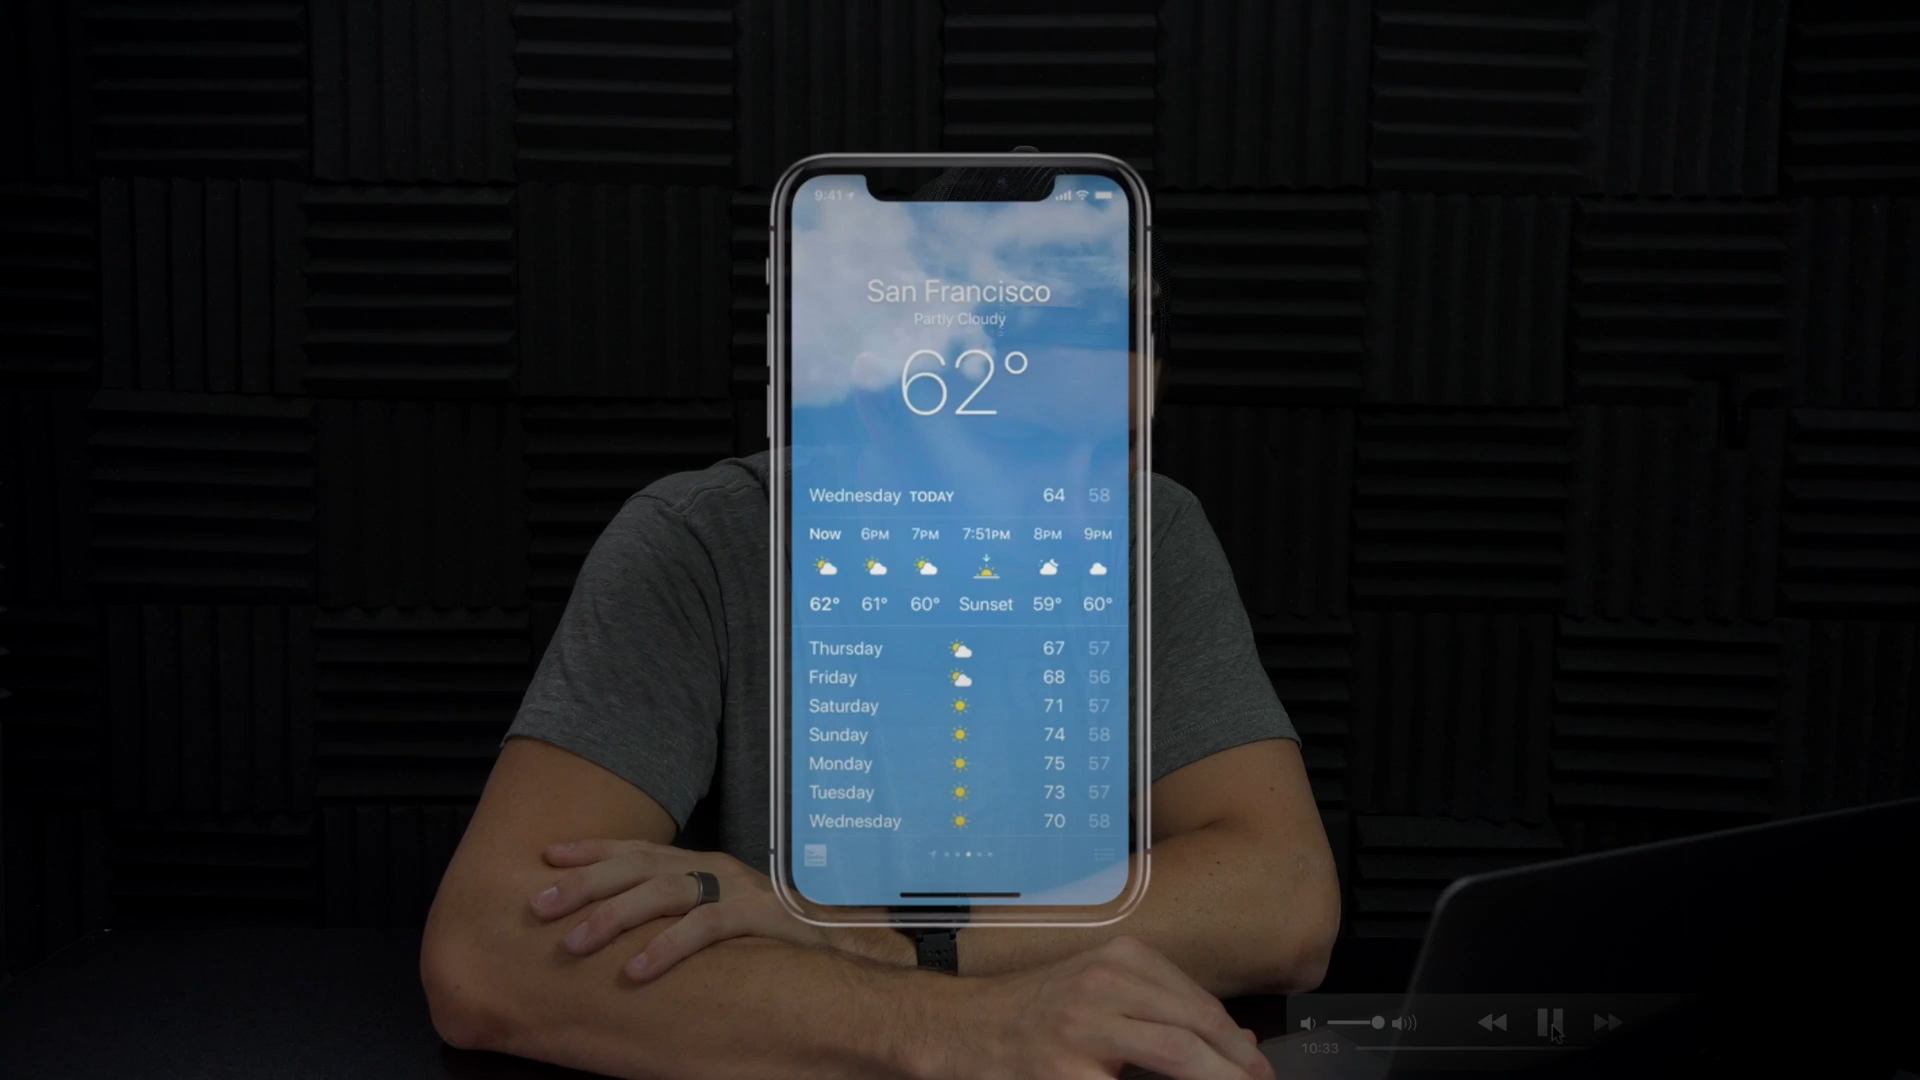 9:41
San Francisco
Partly Cloudy
62°
Wednesday TODAY 64 58
Now 6PM 7PM 7:51PM 8PM 9PM
62° 61° 60° Sunset 59° 60°
Thursday 67 57
Friday 68 56
Saturday 71 57
Sunday 74 58
Monday 75 57
Tuesday 73 57
Wednesday 70 58
10:33